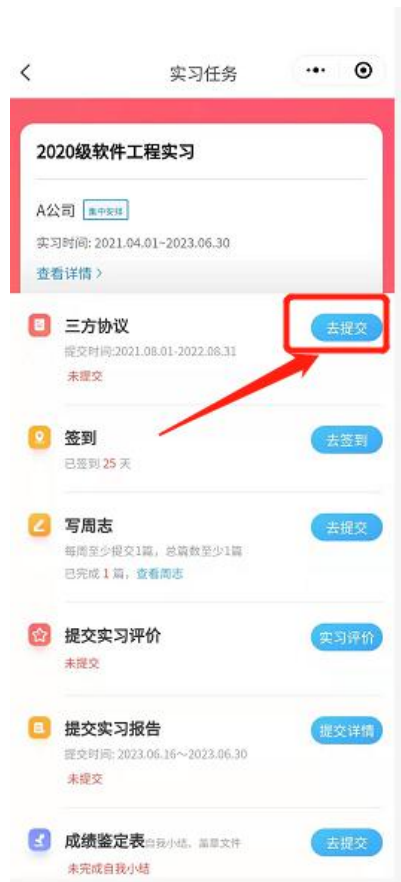 实习任务
2020级软件工程实习
A公司 集中安排
实习时间: 2021.04.01~2023.06.30
查看详情 >
三方协议
去提交
提交时间:2021.08.01-2022.08.31
未提交
签到
去签到
已签到 25 天
写周志
去提交
每周至少提交1篇，总篇数至少1篇
已完成 1 篇，查看周志
提交实习评价
实习评价
未提交
提交实习报告
提交详情
提交时间: 2023.06.16～2023.06.30
未提交
成绩鉴定表 自我小结、盖章文件
去提交
未完成自我小结